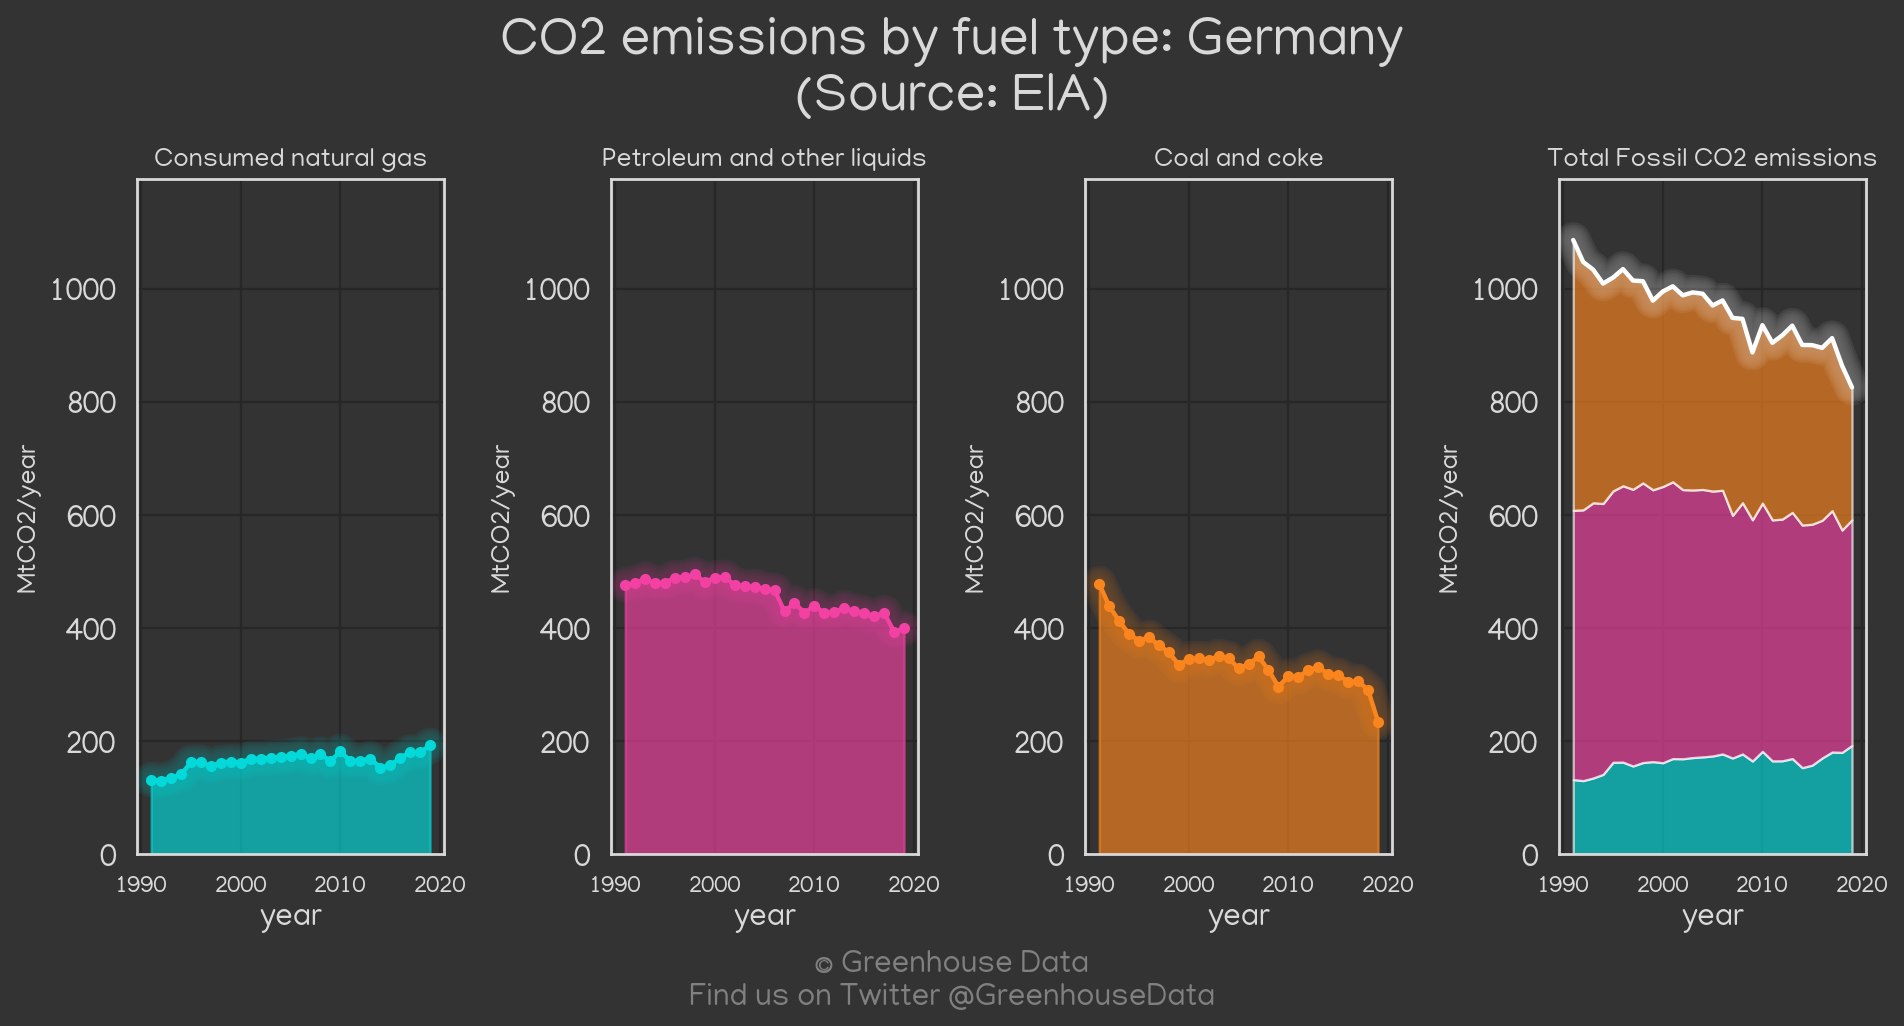 CO2 emissions by fuel type: Germany
(Source: EIA)
Consumed natural gas
MtCO2/year
1000
800
600
400
200
0
1990 2000 2010 2020
year
Petroleum and other liquids
MtCO2/year
1000
800
600
400
200
0
1990 2000 2010 2020
year
Coal and coke
MtCO2/year
1000
800
600
400
200
0
1990 2000 2010 2020
year
Total Fossil CO2 emissions
MtCO2/year
1000
800
600
400
200
0
1990 2000 2010 2020
year
© Greenhouse Data
Find us on Twitter @GreenhouseData